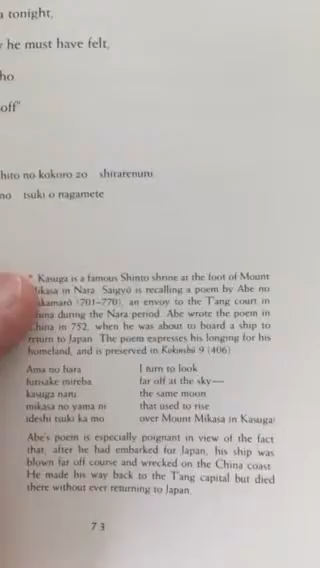 a tonight,
he must have felt,
ho
off"
hito no kokoro zo shirarenuru
no tsuki o nagamete
* Kasuga is a famous Shinto shrine at the foot of Mount
Mikasa in Nara. Saigyō is recalling a poem by Abe no
akamaro (701–770), an envoy to the T'ang court in
China during the Nara period. Abe wrote the poem in
China in 752, when he was about to board a ship to
return to Japan. The poem expresses his longing for his
homeland, and is preserved in Kokinshū 9 (406)
Ama no hara I turn to look
furisake mireba far off at the sky—
kasuga naru the same moon
mikasa no yama ni that used to rise
ideshi tsuki ka mo over Mount Mikasa in Kasuga!
Abe's poem is especially poignant in view of the fact
that, after he had embarked for Japan, his ship was
blown far off course and wrecked on the China coast.
He made his way back to the T'ang capital but died
there without ever returning to Japan.
73